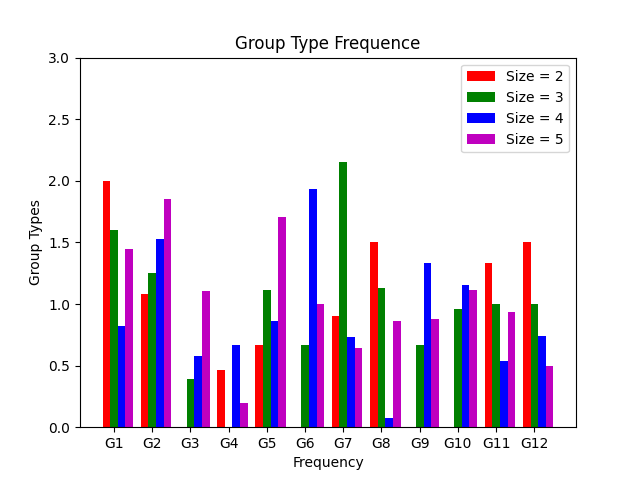 Group Type Frequence
3.0
2.5
2.0
1.5
1.0
0.5
0.0
Group Types
Size = 2
Size = 3
Size = 4
Size = 5
G1 G2 G3 G4 G5 G6 G7 G8 G9 G10 G11 G12
Frequency